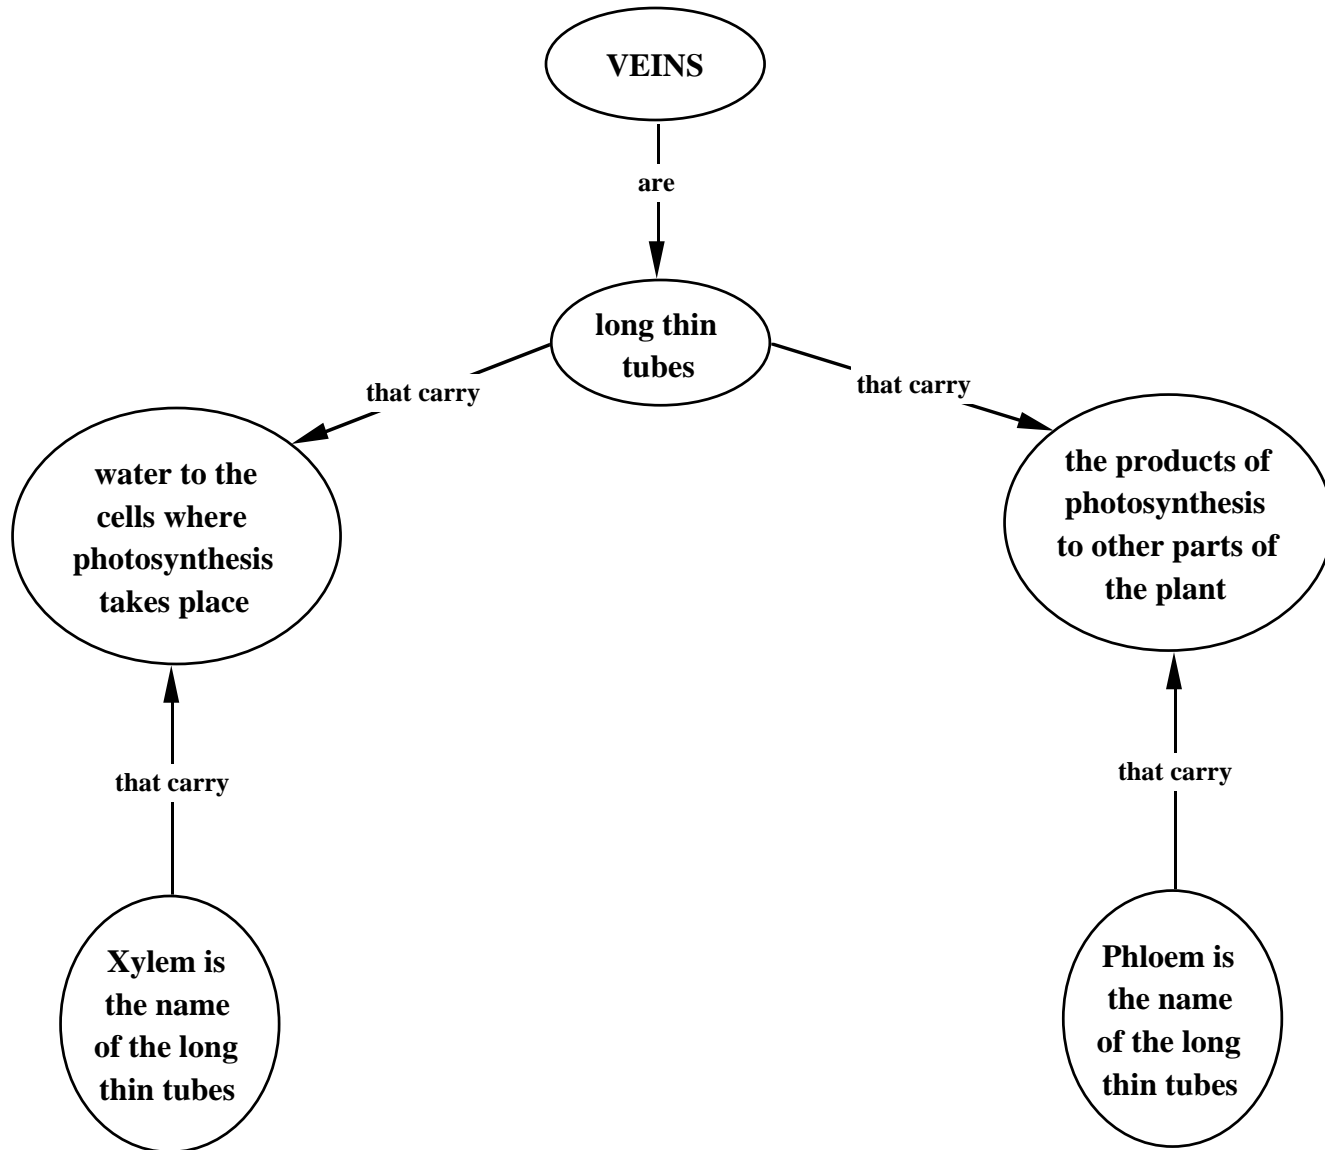 VEINS
are
long thin
tubes
that carry
that carry
water to the
cells where
photosynthesis
takes place
the products of
photosynthesis
to other parts of
the plant
that carry
that carry
Xylem is
the name
of the long
thin tubes
Phloem is
the name
of the long
thin tubes